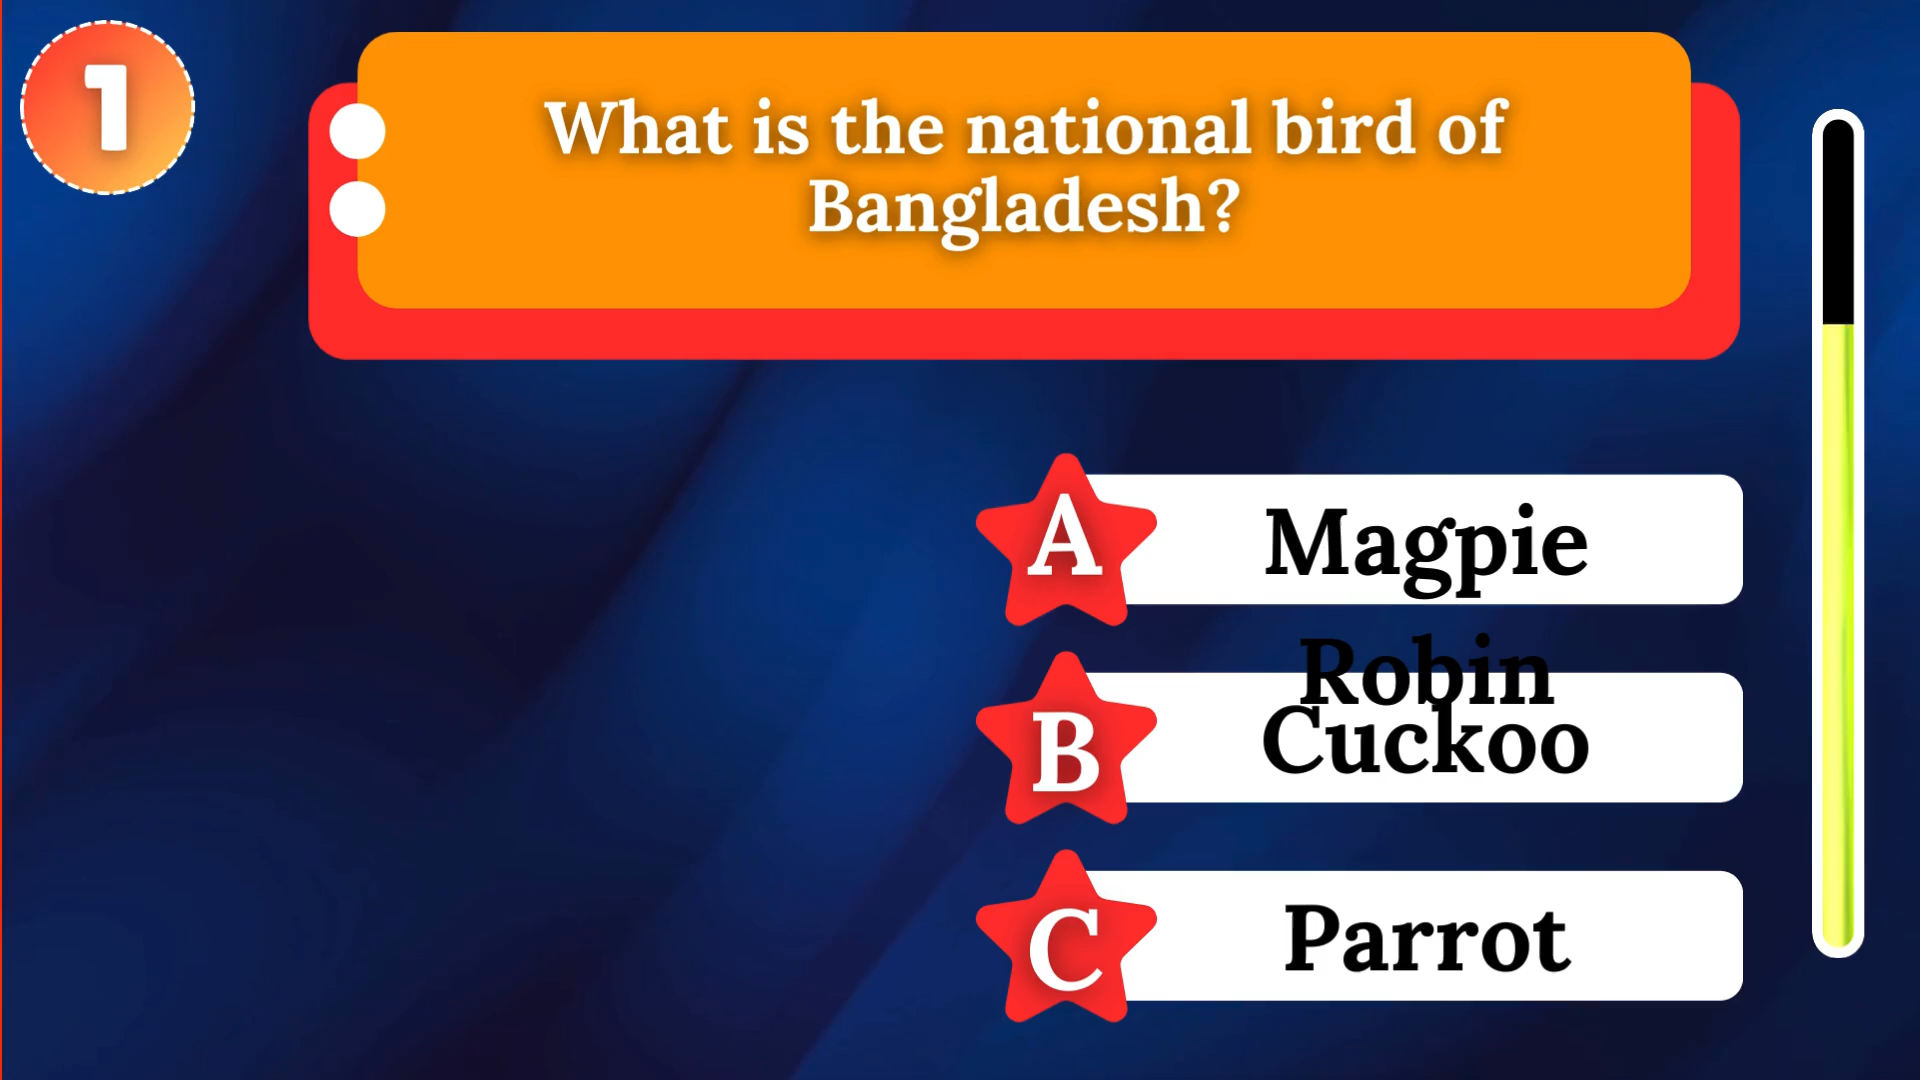 1
What is the national bird of
Bangladesh?
A
Magpie
Robin
B
Cuckoo
C
Parrot